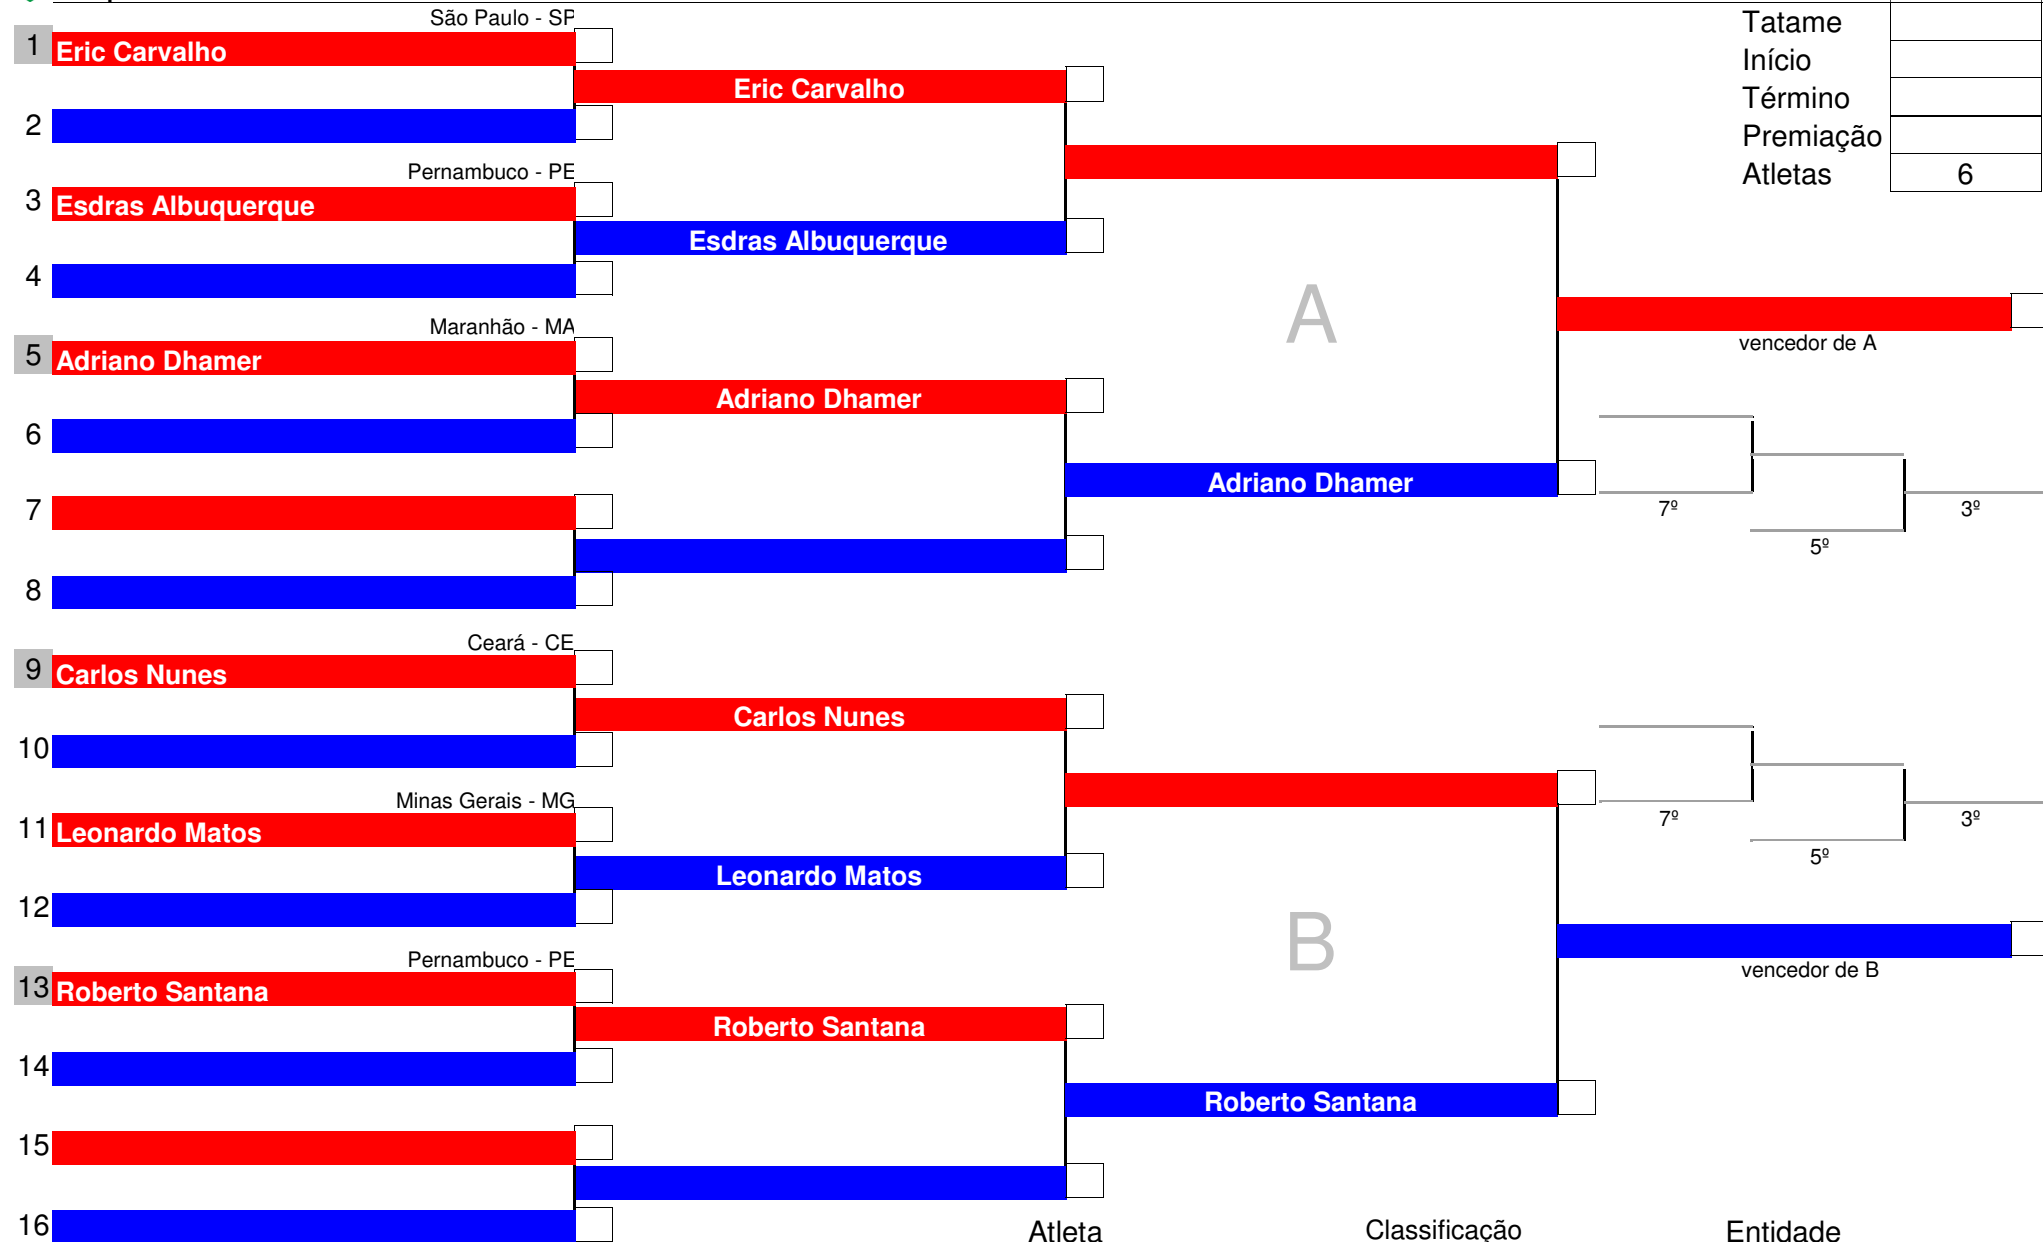 São Paulo - SP
Tatame
1 Eric Carvalho
Início
Eric Carvalho
Término
2
Premiação
Pernambuco - PE
Atletas 6
3 Esdras Albuquerque
Esdras Albuquerque
4
A
Maranhão - MA
vencedor de A
5 Adriano Dhamer
Adriano Dhamer
6
Adriano Dhamer
7
7º 3º
5º
8
Ceará - CE
9 Carlos Nunes
Carlos Nunes
10
Minas Gerais - MG
7º 3º
11 Leonardo Matos
5º
Leonardo Matos
12
B
Pernambuco - PE
vencedor de B
13 Roberto Santana
Roberto Santana
14
Roberto Santana
15
16
Atleta Classificação Entidade